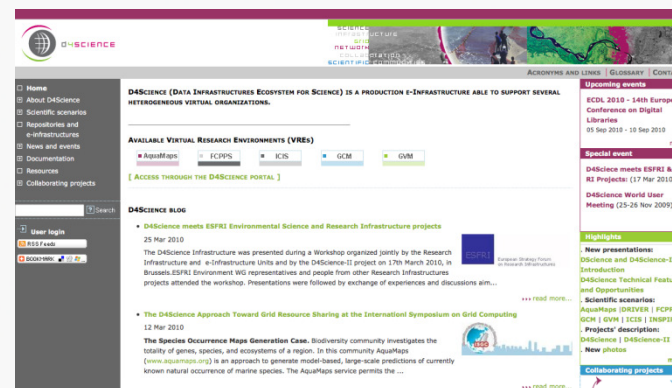 D4SCIENCE
SCIENCE
INFRASTRUCTURE
GRID
NETWORK
COLLABORATION
SCIENTIFIC COMMUNITIES
ACRONYMS AND LINKS | GLOSSARY | CONT
Home
About D4Science
Scientific scenarios
Repositories and
e-infrastructures
News and events
Documentation
Resources
Collaborating projects
Search
User login
RSS Feeds
BOOKMARK
D4SCIENCE (DATA INFRASTRUCTURES ECOSYSTEM FOR SCIENCE) IS A PRODUCTION E-INFRASTRUCTURE ABLE TO SUPPORT SEVERAL
HETEROGENEOUS VIRTUAL ORGANIZATIONS.
AVAILABLE VIRTUAL RESEARCH ENVIRONMENTS (VRES)
AquaMaps FCPPS ICIS GCM GVM
[ ACCESS THROUGH THE D4SCIENCE PORTAL ]
D4SCIENCE BLOG
D4Science meets ESFRI Environmental Science and Research Infrastructure projects
25 Mar 2010
The D4Science Infrastructure was presented during a Workshop organized jointly by the Research
Infrastructure and e-Infrastructure Units and by the D4Science-II project on 17th March 2010, in
Brussels.ESFRI Environment WG representatives and people from other Research Infrastructures
projects attended the workshop. Presentations were followed by exchange of experiences and discussions aim...
ESFRI
European Strategy Forum
on Research Infrastructures
read more...
The D4Science Approach Toward Grid Resource Sharing at the Internationl Symposium on Grid Computing
12 Mar 2010
The Species Occurrence Maps Generation Case. Biodiversity community investigates the
totality of genes, species, and ecosystems of a region. In this community AquaMaps
(www.aquamaps.org) is an approach to generate model-based, large-scale predictions of currently
known natural occurrence of marine species. The AquaMaps service permits the ...
ISGC
read more...
Upcoming events
ECDL 2010 - 14th Europe
Conference on Digital
Libraries
05 Sep 2010 - 10 Sep 2010
Special event
D4Sciece meets ESFRI &
RI Projects: (17 Mar 2010
D4Science World User
Meeting (25-26 Nov 2009)
Highlights
New presentations:
DScience and D4Science-I
Introduction
D4Science Technical Featu
and Opportunities
Scientific scenarios:
AquaMaps |DRIVER | FCPP
GCM | GVM | ICIS | INSPI
Projects' description:
D4Science | D4Science-II
New photos
Collaborating projects